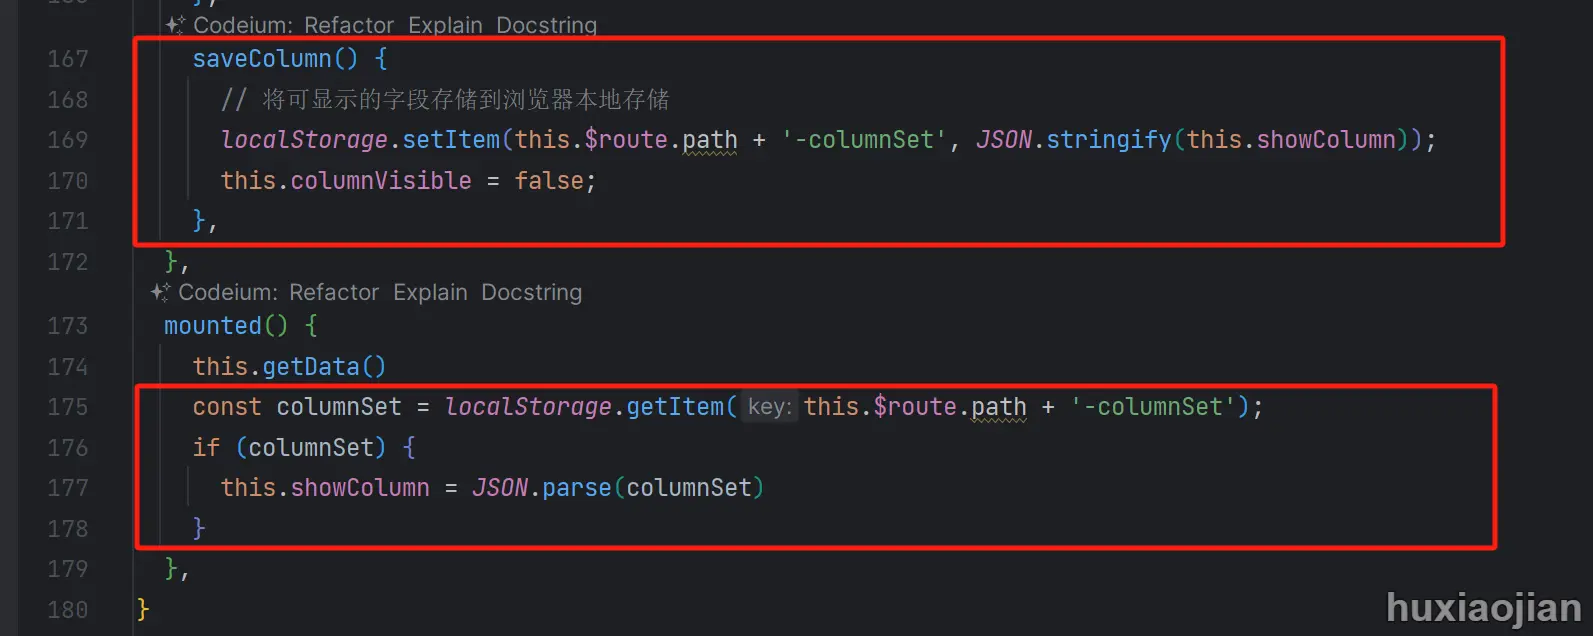 Codeium: Refactor Explain Docstring
167 saveColumn() {
168 // 将可显示的字段存储到浏览器本地存储
169 localStorage.setItem(this.$route.path + '-columnSet', JSON.stringify(this.showColumn));
170 this.columnVisible = false;
171 },
172 },
Codeium: Refactor Explain Docstring
173 mounted() {
174 this.getData()
175 const columnSet = localStorage.getItem( key: this.$route.path + '-columnSet');
176 if (columnSet) {
177 this.showColumn = JSON.parse(columnSet)
178 }
179 },
180 }
huxiaojian